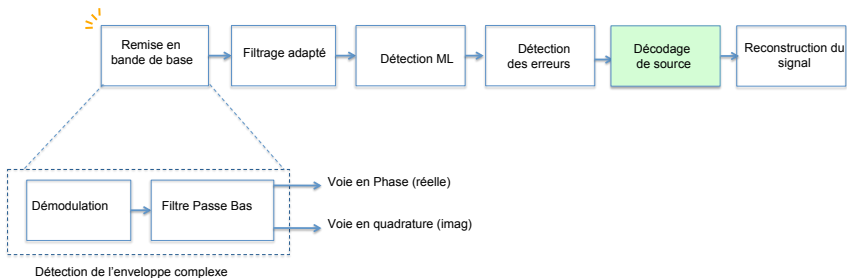 Remise en
bande de base
Filtrage adapté
Détection ML
Détection
des erreurs
Décodage
de source
Reconstruction du
signal
Démodulation
Filtre Passe Bas
Voie en Phase (réelle)
Voie en quadrature (imag)
Détection de l'enveloppe complexe